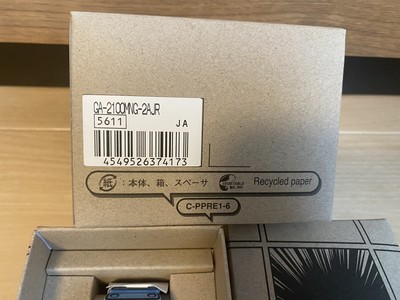 GA-2100MNG-2AJR
5611
JA
4549526374173
紙 :本体、箱、スペーサ
Recycled paper
C-PPRE1-6